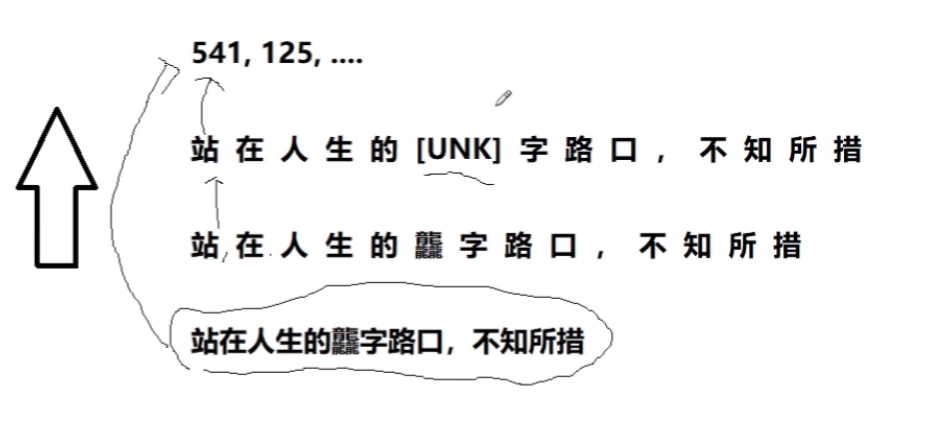 541, 125, ....
站 在 人 生 的 [UNK] 字 路 口 ， 不 知 所 措
站 在 人 生 的 龘 字 路 口 ， 不 知 所 措
站在人生的龘字路口，不知所措